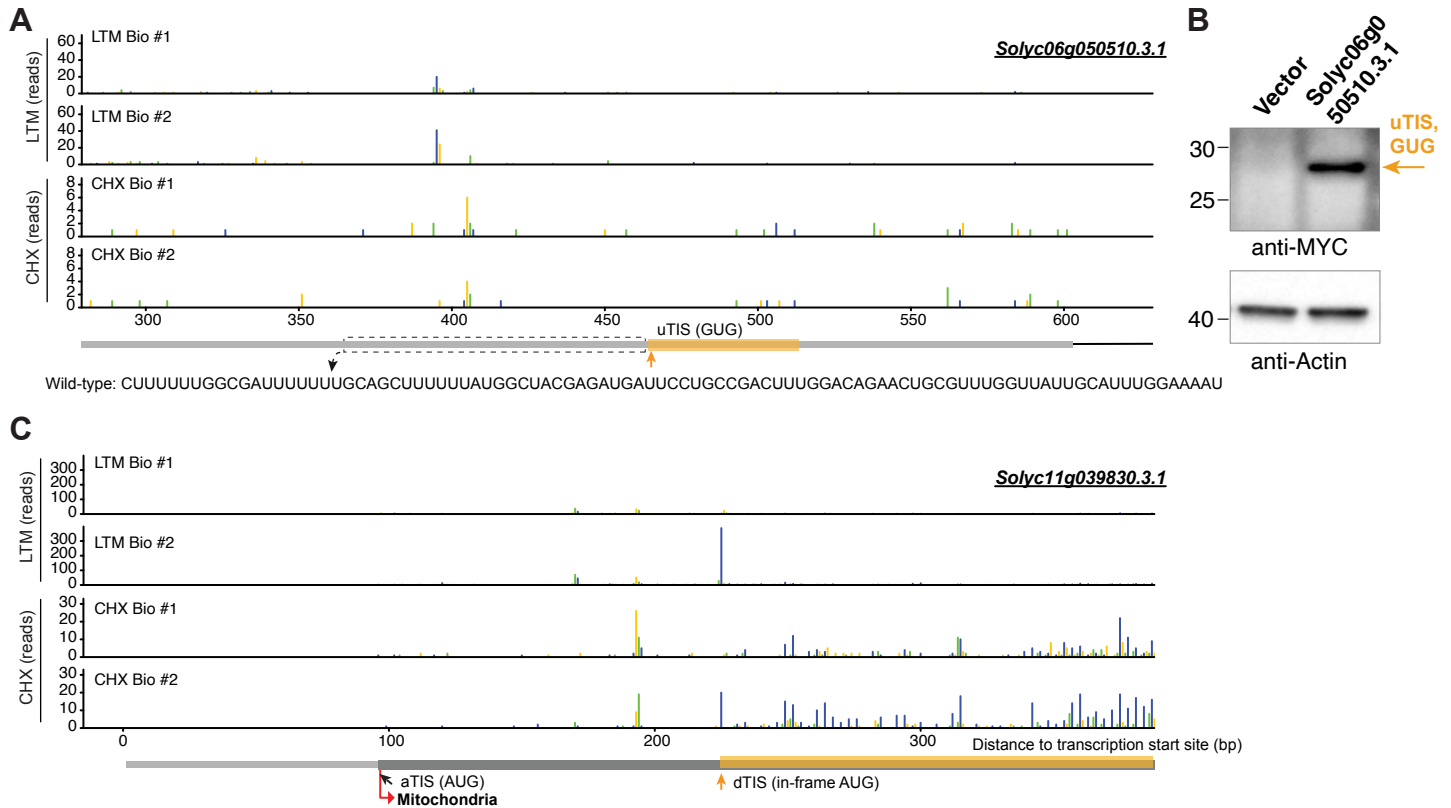 A
LTM (reads)
LTM Bio #1
60
40
20
0
Solyc06g050510.3.1
LTM Bio #2
60
40
20
0
CHX (reads)
CHX Bio #1
8
6
4
2
0
CHX Bio #2
8
6
4
2
0
300 350 400 450 500 550 600
uTIS (GUG)
Wild-type: CUUUUUUGGCGAUUUUUUUGCAGCUUUUUUAUGGCUACGAGAUGAUUCCUGCCGACUUUGGACAGAACUGCGUUUGGUUAUUGCAUUUGGAAAAU
B
Vector
Solyc06g0
50510.3.1
uTIS,
GUG
30
25
anti-MYC
40
anti-Actin
C
LTM (reads)
LTM Bio #1
300
200
100
0
Solyc11g039830.3.1
LTM Bio #2
300
200
100
0
CHX (reads)
CHX Bio #1
30
20
10
0
CHX Bio #2
30
20
10
0
0 100 200 300 Distance to transcription start site (bp)
aTIS (AUG)
dTIS (in-frame AUG)
Mitochondria